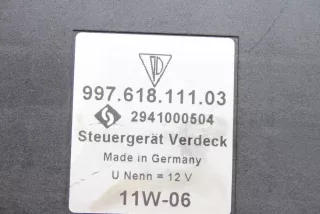 997.618.111.03
2941000504
Steuergerät Verdeck
Made in Germany
U Nenn = 12 V
11W-06